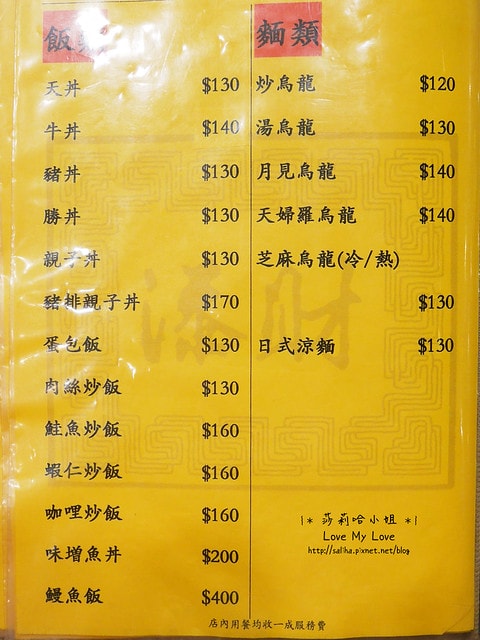 飯類
天丼 $130
牛丼 $140
豬丼 $130
勝丼 $130
親子丼 $130
豬排親子丼 $170
蛋包飯 $130
肉絲炒飯 $130
鮭魚炒飯 $160
蝦仁炒飯 $160
咖哩炒飯 $160
味增魚丼 $200
鰻魚飯 $400
麵類
炒烏龍 $120
湯烏龍 $130
月見烏龍 $140
天婦羅烏龍 $140
芝麻烏龍(冷/熱)
$130
日式涼麵 $130
添財
|* 莎莉哈小姐 *|
Love My Love
http://saliha.pixnet.net/blog
店內用餐均收一成服務費